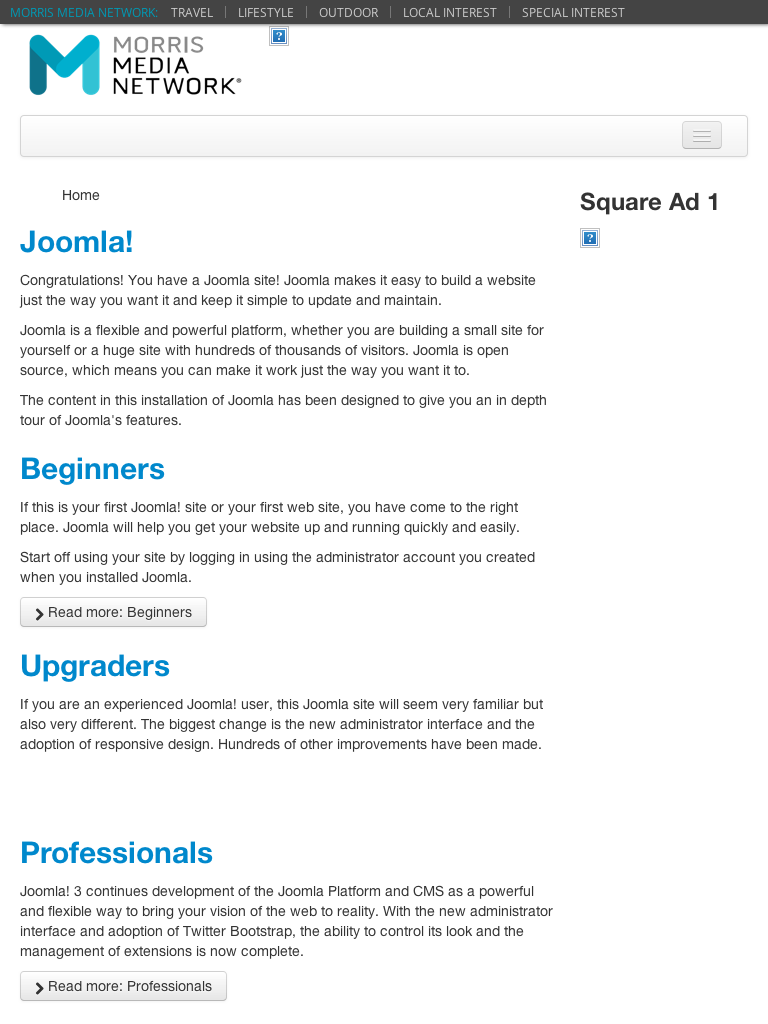 MORRIS MEDIA NETWORK: TRAVEL LIFESTYLE OUTDOOR LOCAL INTEREST SPECIAL INTEREST
MORRIS
MEDIA
NETWORK
Home
Square Ad 1
Joomla!
Congratulations! You have a Joomla site! Joomla makes it easy to build a website
just the way you want it and keep it simple to update and maintain.
Joomla is a flexible and powerful platform, whether you are building a small site for
yourself or a huge site with hundreds of thousands of visitors. Joomla is open
source, which means you can make it work just the way you want it to.
The content in this installation of Joomla has been designed to give you an in depth
tour of Joomla's features.
Beginners
If this is your first Joomla! site or your first web site, you have come to the right
place. Joomla will help you get your website up and running quickly and easily.
Start off using your site by logging in using the administrator account you created
when you installed Joomla.
Read more: Beginners
Upgraders
If you are an experienced Joomla! user, this Joomla site will seem very familiar but
also very different. The biggest change is the new administrator interface and the
adoption of responsive design. Hundreds of other improvements have been made.
Professionals
Joomla! 3 continues development of the Joomla Platform and CMS as a powerful
and flexible way to bring your vision of the web to reality. With the new administrator
interface and adoption of Twitter Bootstrap, the ability to control its look and the
management of extensions is now complete.
Read more: Professionals